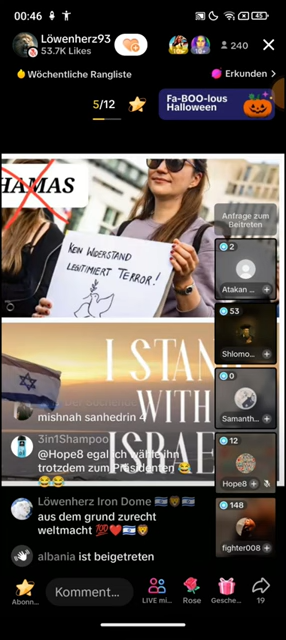 00:46
45
Löwenherz93
53.7K Likes
240
Wöchentliche Rangliste
Erkunden >
5/12
Fa-BOO-lous
Halloween
HAMAS
KEIN WIDERSTAND
LEGITIMIERT TERROR!
Anfrage zum
Beitreten
2
Atakan ...
53
Shlomo...
0
Samanth...
12
Hope8
148
fighter008
I STAN
WITH
ISRAE
mishnah sanhedrin 4
3in1Shampoo
@Hope8 egal ich wähle ihn
trotzdem zum Präsidenten 😂
😂😂
Löwenherz Iron Dome 🇮🇱🦁🇮🇱
aus dem grund zurecht
weltmacht 💯❤️🇮🇱
albania ist beigetreten
Abonn...
Komment...
LIVE mi...
Rose
Gesche...
19